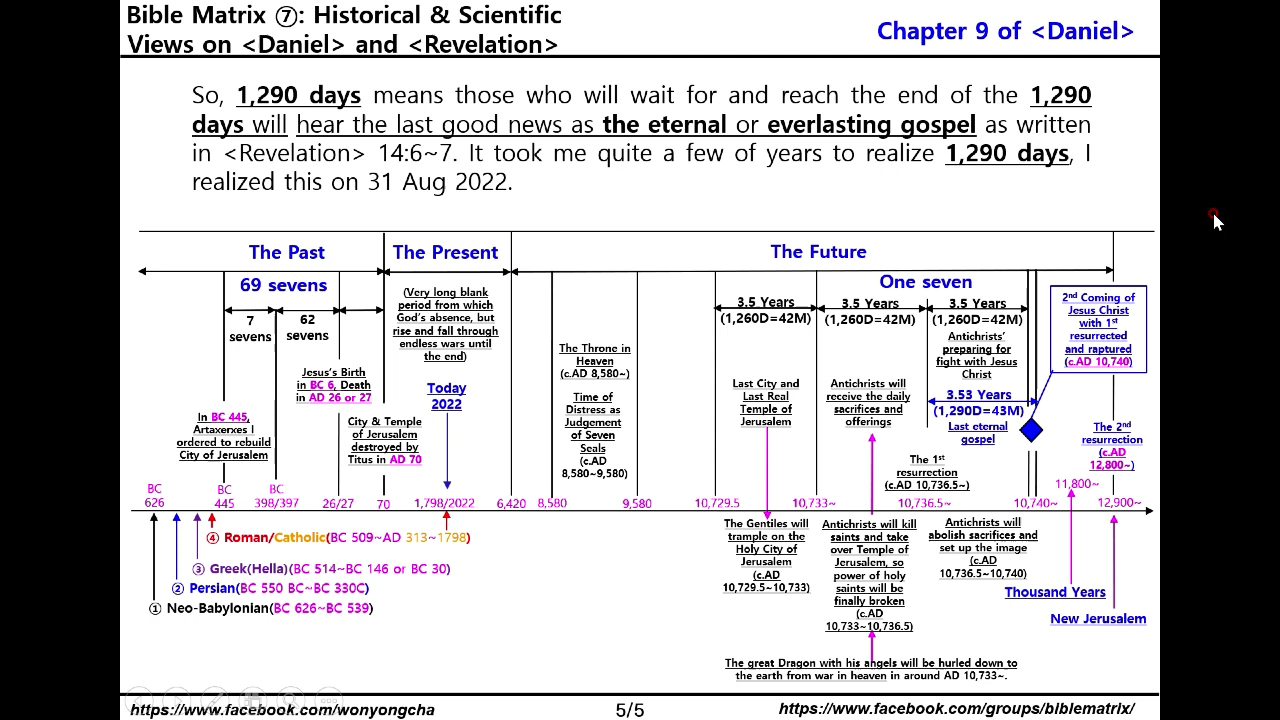 Bible Matrix ⑦: Historical & Scientific
Views on <Daniel> and <Revelation>
Chapter 9 of <Daniel>
So, 1,290 days means those who will wait for and reach the end of the 1,290
days will hear the last good news as the eternal or everlasting gospel as written
in <Revelation> 14:6~7. It took me quite a few of years to realize 1,290 days, I
realized this on 31 Aug 2022.
The Past
The Present
The Future
69 sevens
7
sevens
62
sevens
(Very long blank
period from which
God's absence, but
rise and fall through
endless wars until
the end)
One seven
3.5 Years
(1,260D=42M)
3.5 Years
(1,260D=42M)
3.5 Years
(1,260D=42M)
2nd Coming of
Jesus Christ
with 1st
resurrected
and raptured
(c.AD 10,740)
Antichrists'
preparing for
fight with Jesus
Christ
The Throne in
Heaven
(c.AD 8,580~)
Time of
Distress as
Judgement
of Seven
Seals
(c.AD
8,580~9,580)
Jesus's Birth
in BC 6, Death
in AD 26 or 27
Today
2022
Last City and
Last Real
Temple of
Jerusalem
Antichrists will
receive the daily
sacrifices and
offerings
3.53 Years
(1,290D=43M)
Last eternal
gospel
In BC 445,
Artaxerxes I
ordered to rebuild
City of Jerusalem
City & Temple
of Jerusalem
destroyed by
Titus in AD 70
The 2nd
resurrection
(c.AD
12,800~)
The 1st
resurrection
(c.AD 10,736.5~)
11,800~
BC
626
BC
445
BC
398/397
26/27
70
1,798/2022
6,420
8,580
9,580
10,729.5
10,733~
10,736.5~
10,740~
12,900~
④ Roman/Catholic(BC 509~AD 313~1798)
③ Greek(Hella)(BC 514~BC 146 or BC 30)
② Persian(BC 550 BC~BC 330C)
① Neo-Babylonian(BC 626~BC 539)
The Gentiles will
trample on the
Holy City of
Jerusalem
(c.AD
10,729.5~10,733)
Antichrists will kill
saints and take
over Temple of
Jerusalem, so
power of holy
saints will be
finally broken
(c.AD
10,733~10,736.5)
Antichrists will
abolish sacrifices and
set up the image
(c.AD
10,736.5~10,740)
Thousand Years
New Jerusalem
The great Dragon with his angels will be hurled down to
the earth from war in heaven in around AD 10,733~.
https://www.facebook.com/wonyongcha
5/5
https://www.facebook.com/groups/biblematrix/